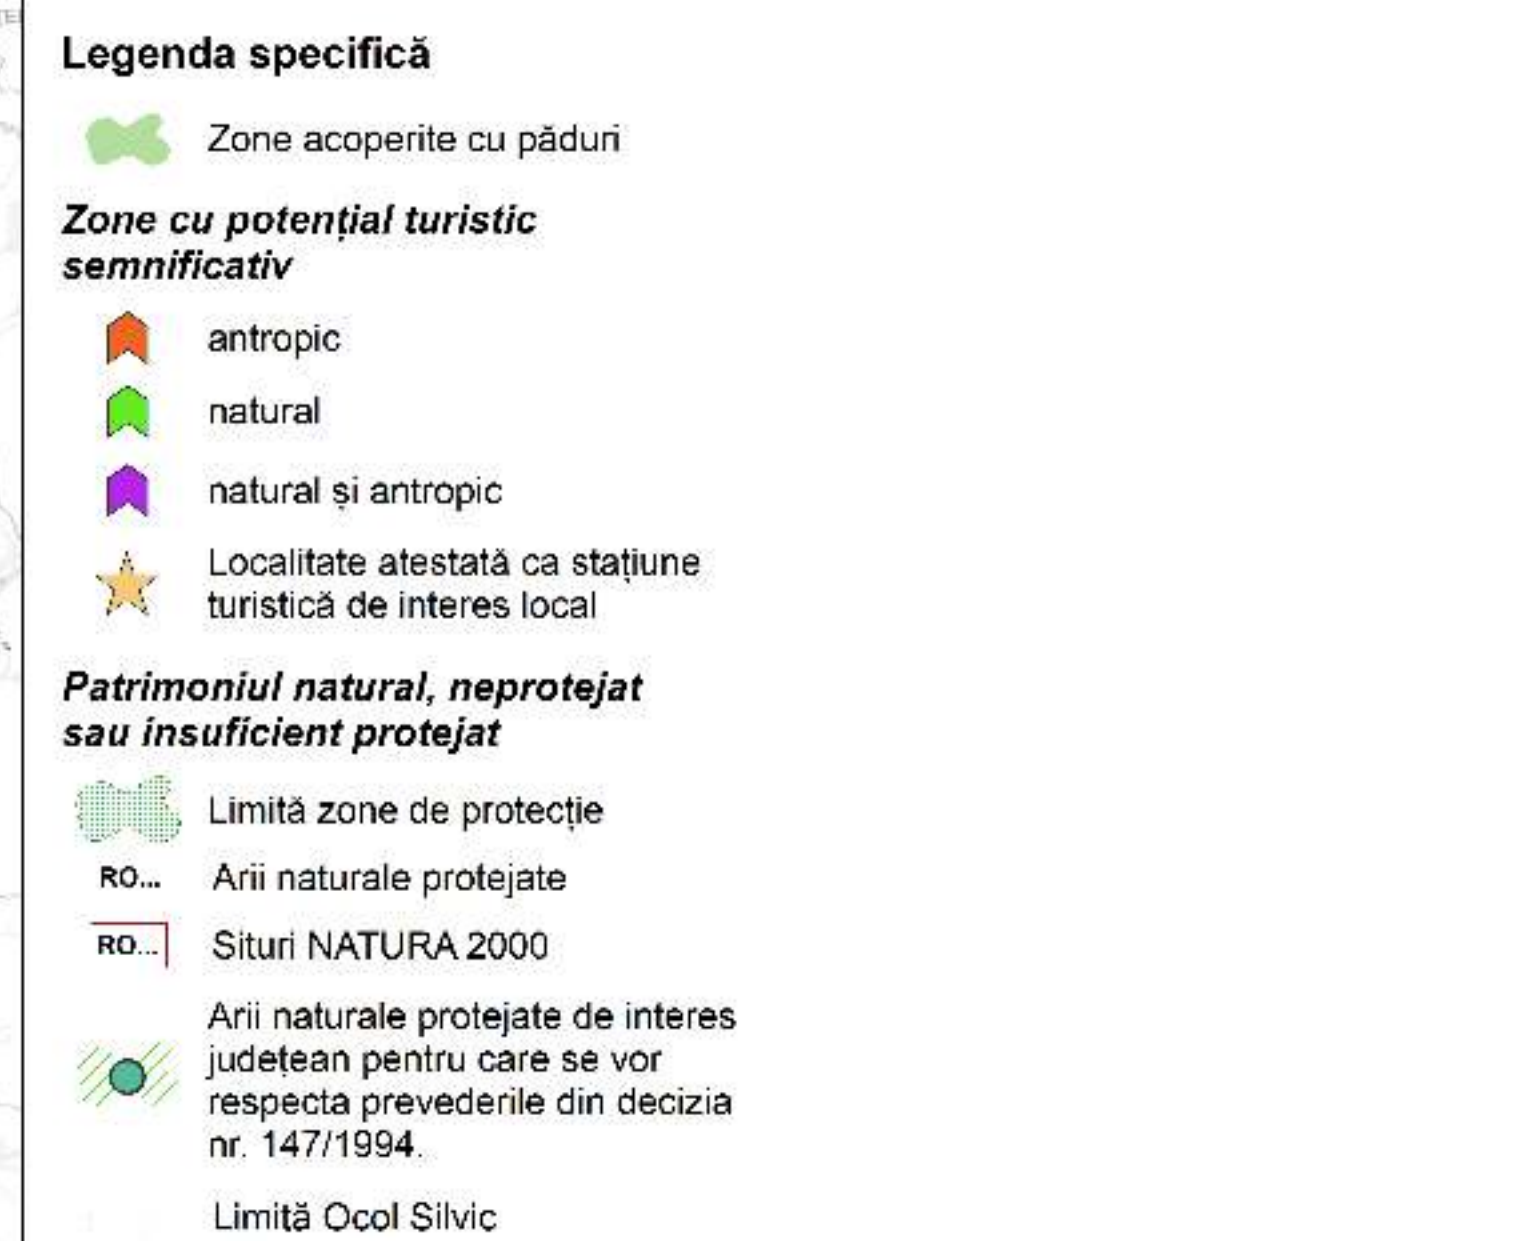 Legenda specifică
Zone acoperite cu păduri
Zone cu potențial turistic
semnificativ
antropic
natural
natural și antropic
Localitate atestată ca stațiune
turistică de interes local
Patrimoniul natural, neprotejat
sau insuficient protejat
Limită zone de protecție
RO... Arii naturale protejate
RO... Situri NATURA 2000
Arii naturale protejate de interes
județean pentru care se vor
respecta prevederile din decizia
nr. 147/1994.
Limită Ocol Silvic